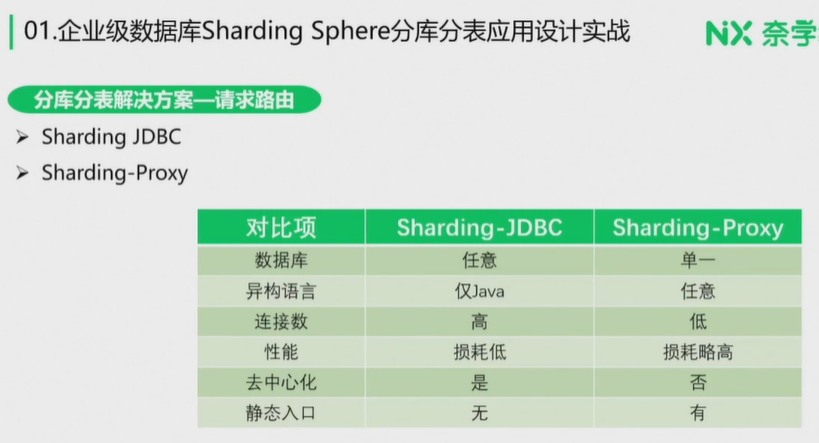 01.企业级数据库Sharding Sphere分库分表应用设计实战
NX 奈学
分库分表解决方案—请求路由
Sharding JDBC
Sharding-Proxy
对比项 Sharding-JDBC Sharding-Proxy
数据库 任意 单一
异构语言 仅Java 任意
连接数 高 低
性能 损耗低 损耗略高
去中心化 是 否
静态入口 无 有